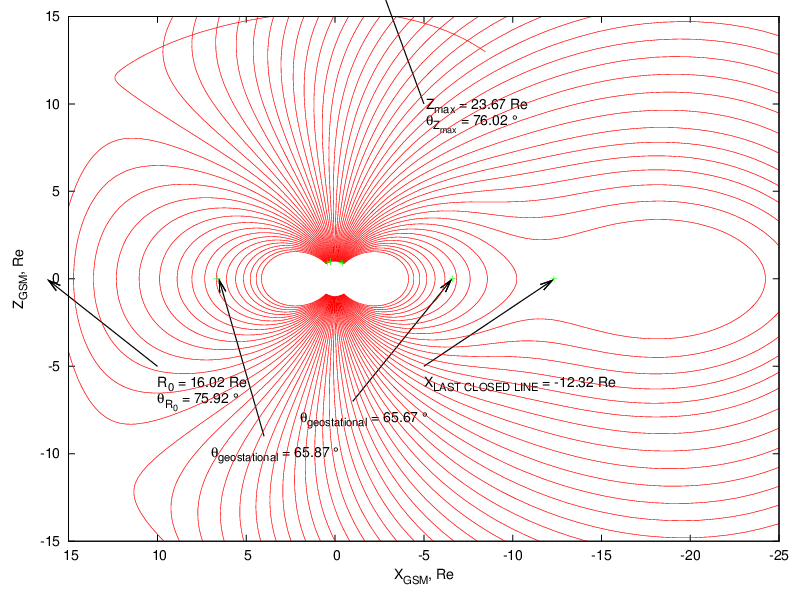 15
10
5
0
-5
-10
-15
Z_GSM, Re
Z_max = 23.67 Re
θ_Z_max = 76.02 °
R_0 = 16.02 Re
θ_R_0 = 75.92 °
X_LAST CLOSED LINE = -12.32 Re
θ_geostational = 65.67 °
θ_geostational = 65.87 °
15 10 5 0 -5 -10 -15 -20 -25
X_GSM, Re